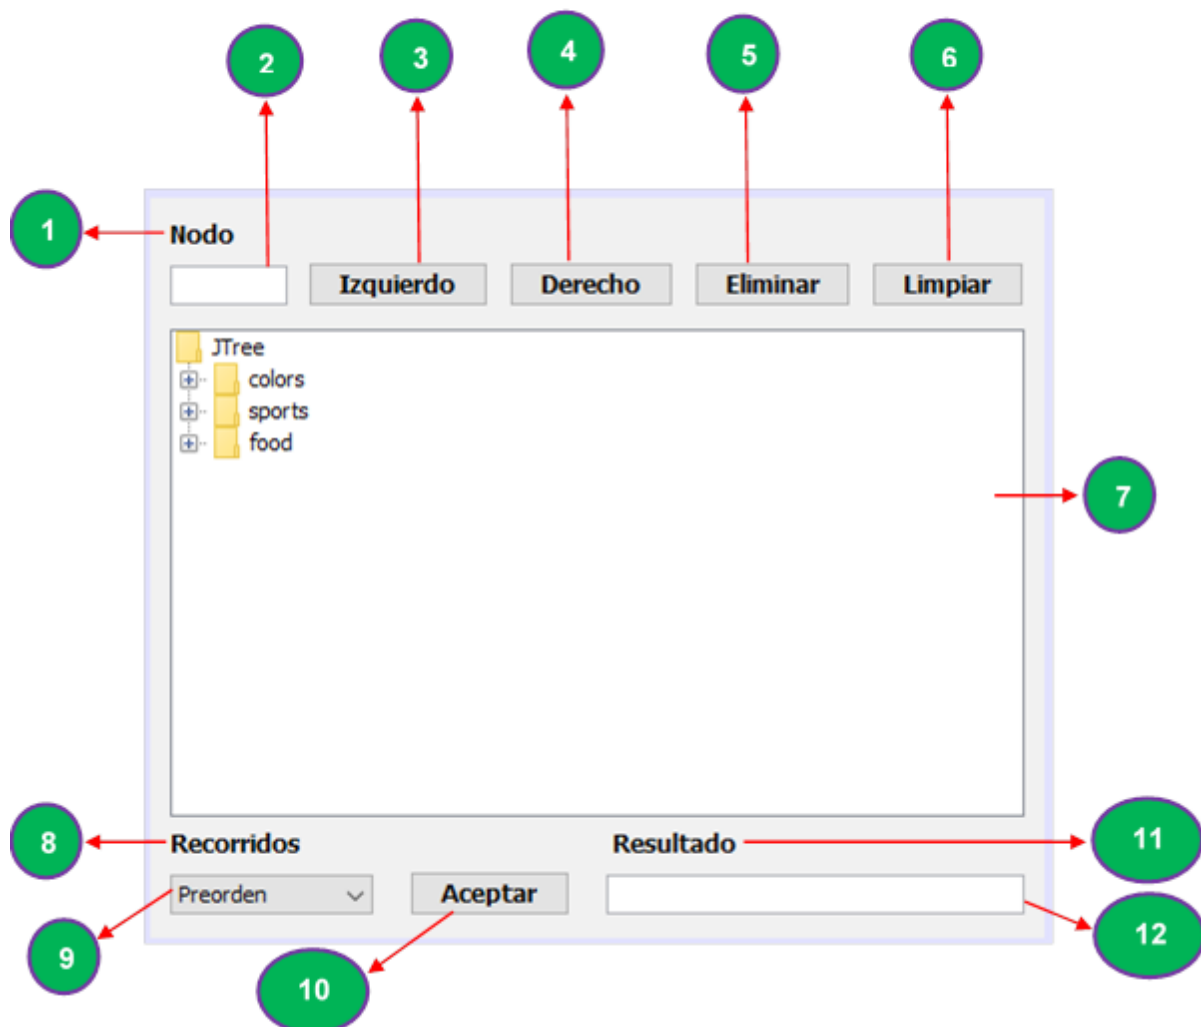 2 3 4 5 6
1 Nodo
Izquierdo Derecho Eliminar Limpiar
JTree
colors
sports
food
7
8 Recorridos Resultado 11
Preorden Aceptar
9 10 12